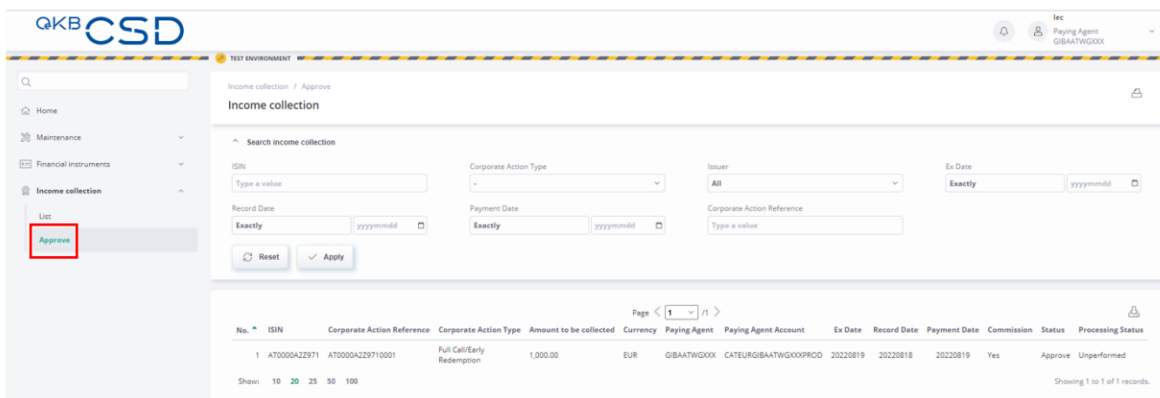 OKB CSD
lec
Paying Agent
GIBAATWGXXX
TEST ENVIRONMENT
Home
Maintenance
Financial instruments
Income collection
List
Approve
Income collection / Approve
Income collection
Search income collection
ISIN Corporate Action Type Issuer Ex Date
Type a value - All Exactly yyyymmdd
Record Date Payment Date Corporate Action Reference
Exactly yyyymmdd Exactly yyyymmdd Type a value
Reset Apply
Page < 1 /1 >
No. ISIN Corporate Action Reference Corporate Action Type Amount to be collected Currency Paying Agent Paying Agent Account Ex Date Record Date Payment Date Commission Status Processing Status
1 AT0000A2Z971 AT0000A2Z9710001 Full Call/Early Redemption 1,000.00 EUR GIBAATWGXXX CATEURGIBAATWGXXXPROD 20220819 20220818 20220819 Yes Approve Unperformed
Show: 10 20 25 50 100 Showing 1 to 1 of 1 records.